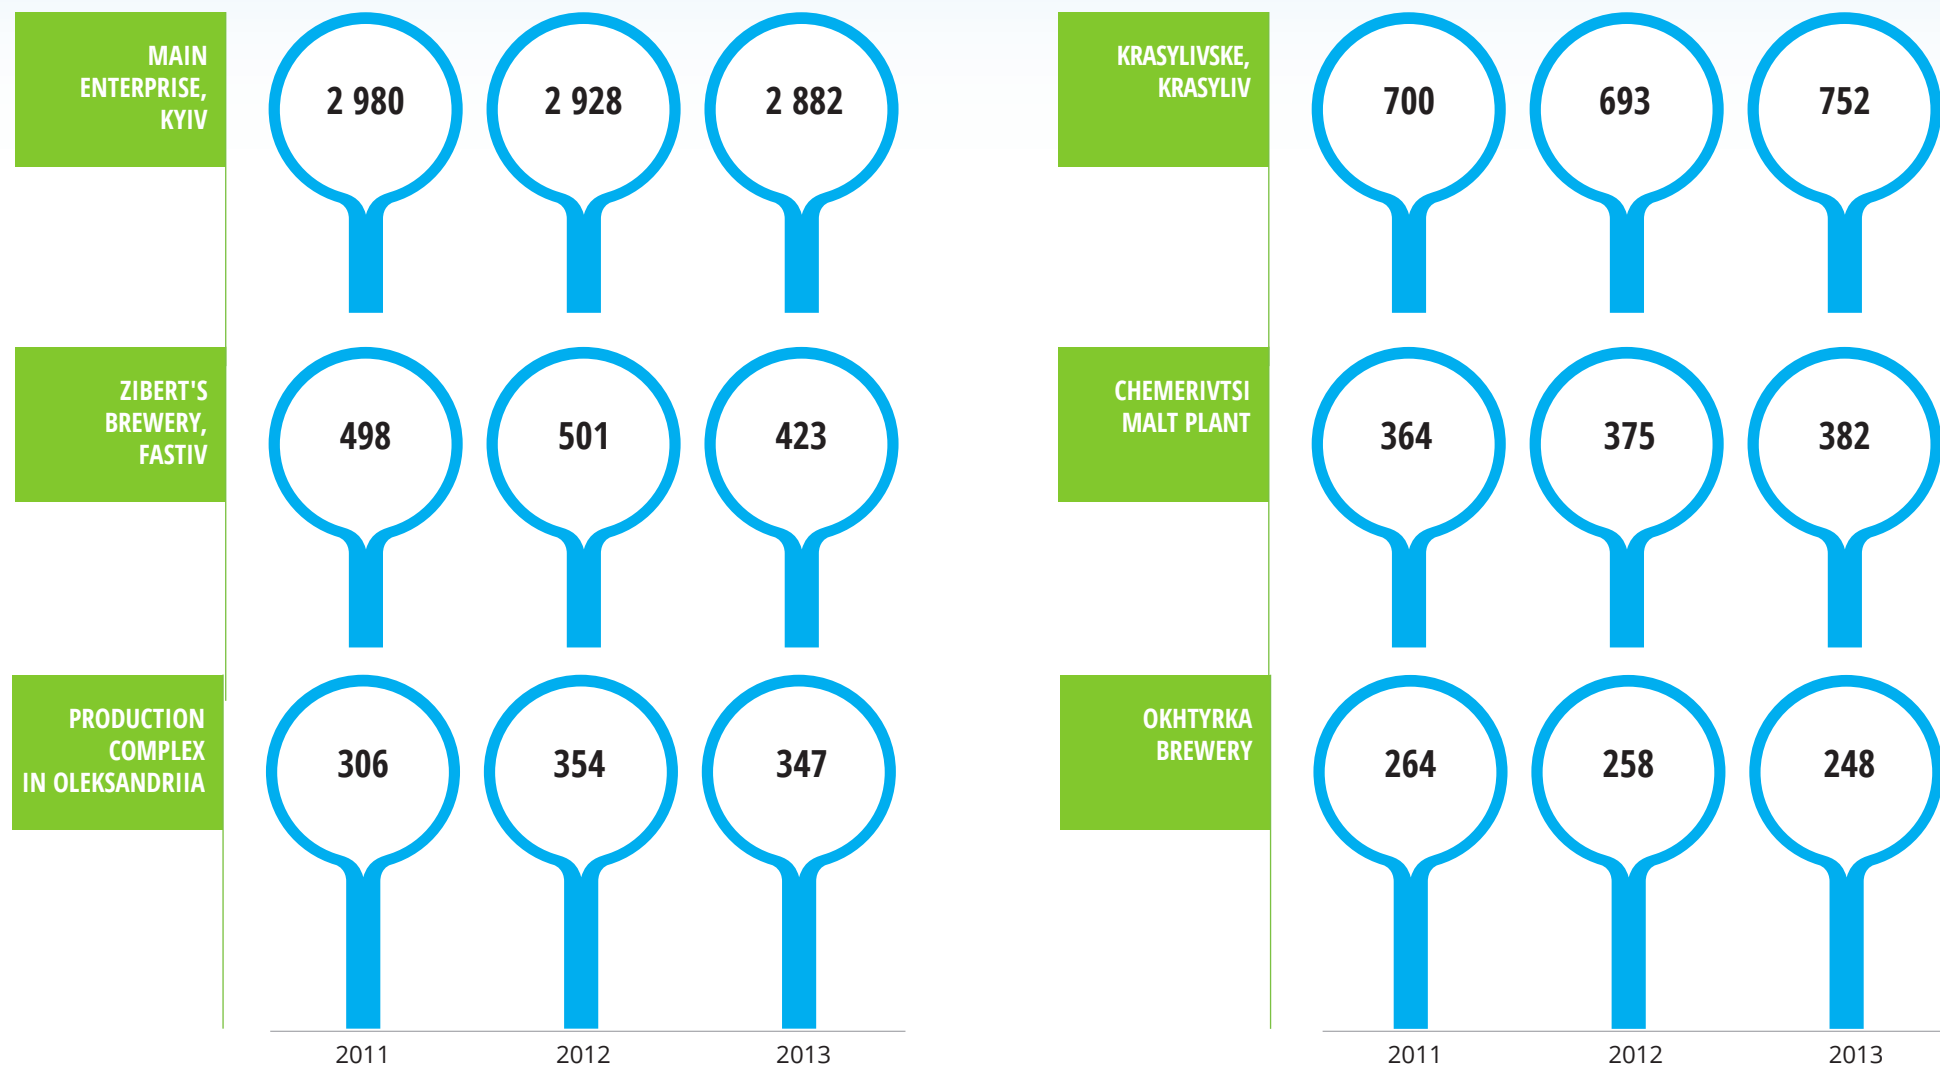 MAIN
ENTERPRISE,
KYIV
2 980
2 928
2 882
ZIBERT'S
BREWERY,
FASTIV
498
501
423
PRODUCTION
COMPLEX
IN OLEKSANDRIIA
306
354
347
2011
2012
2013
KRASYLIVSKE,
KRASYLIV
700
693
752
CHEMERIVTSI
MALT PLANT
364
375
382
OKHTYRKA
BREWERY
264
258
248
2011
2012
2013